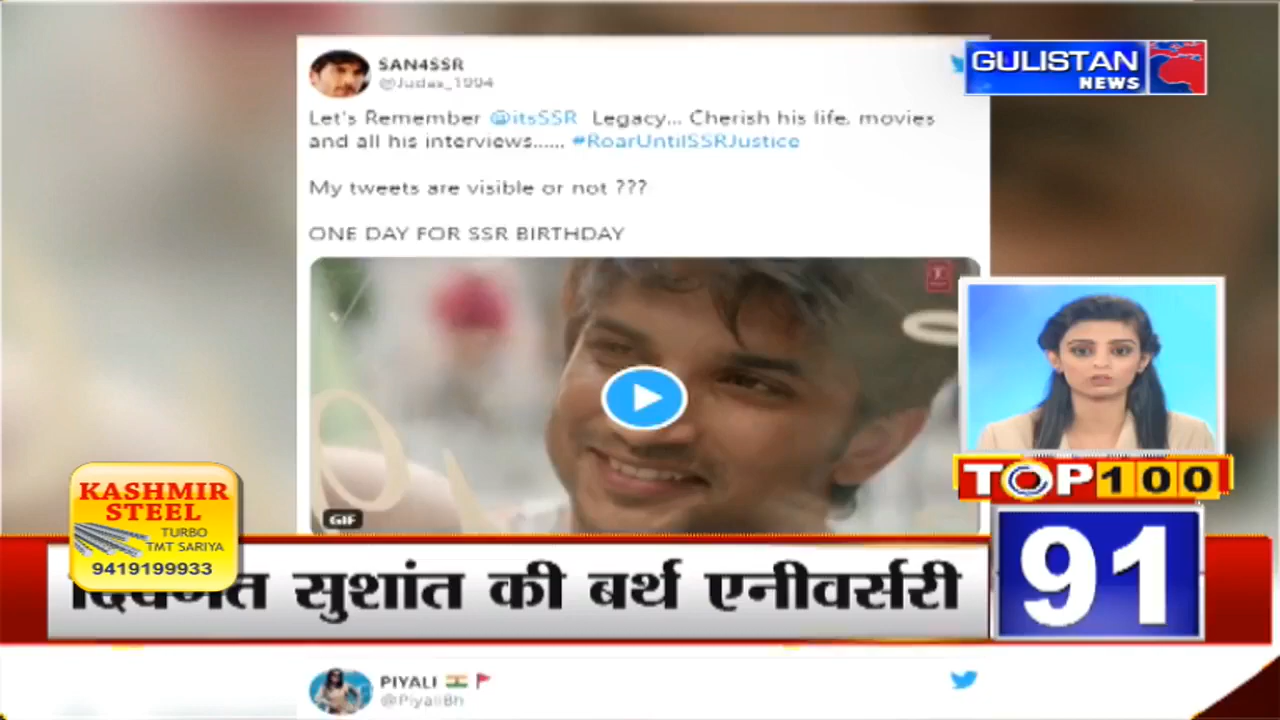 SAN4SSR
@Judas_1994
Let's Remember @itsSSR Legacy... Cherish his life, movies
and all his interviews...... #RoarUntilSSRJustice
My tweets are visible or not ???
ONE DAY FOR SSR BIRTHDAY
GIF
GULISTAN
NEWS
TOP 100
91
KASHMIR
STEEL
TURBO
TMT SARIYA
9419199933
सुशांत की बर्थ एनीवर्सरी
PIYALI
@PiyaliBh